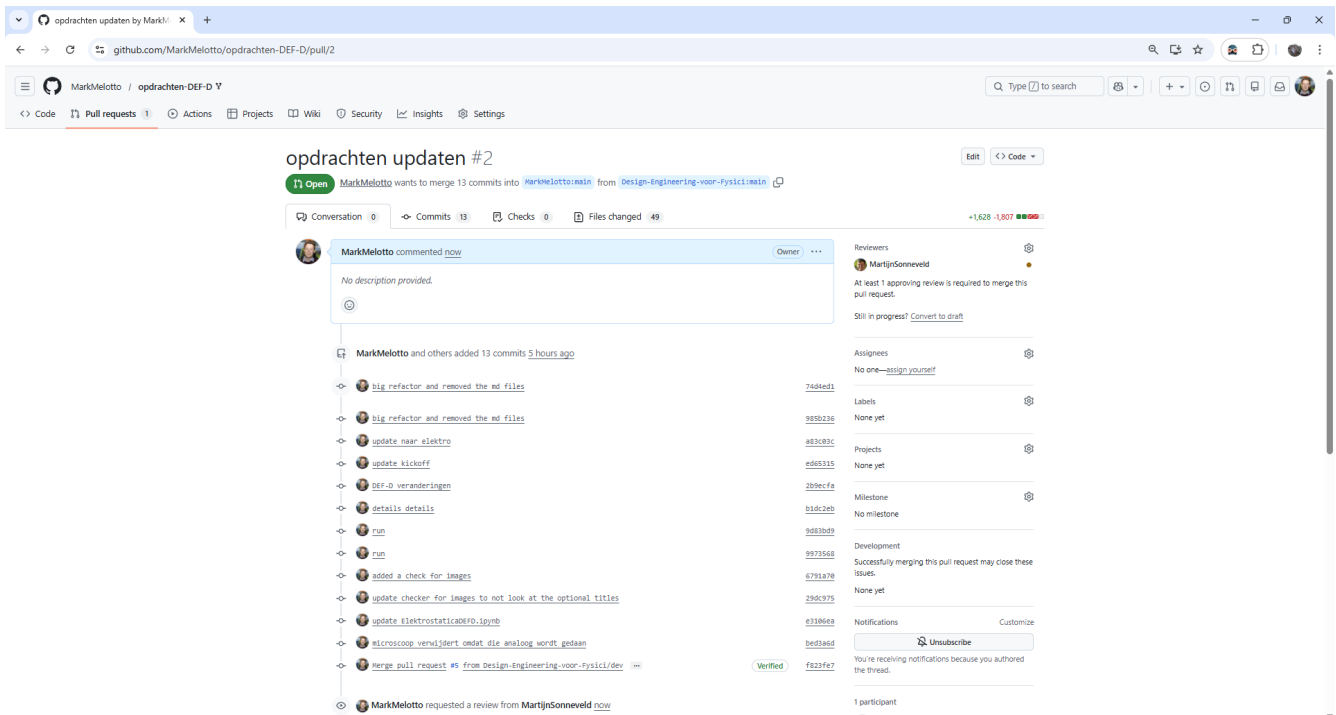 opdrachten updaten by MarkM
github.com/MarkMelotto/opdrachten-DEF-D/pull/2
MarkMelotto / opdrachten-DEF-D
Type / to search
Code Pull requests 1 Actions Projects Wiki Security Insights Settings
opdrachten updaten #2
Edit Code
Open MarkMelotto wants to merge 13 commits into MarkMelotto:main from Design-Engineering-voor-Fysici:main
Conversation 0 Commits 13 Checks 0 Files changed 49
+1,628 -1,807
MarkMelotto commented now
Owner
No description provided.
MarkMelotto and others added 13 commits 5 hours ago
big refactor and removed the md files 74d4ed1
big refactor and removed the md files 985b236
update naar elektro a83c03c
update kickoff ed65315
DEF-D veranderingen 2b9ecfa
details details b1dc2eb
run 9d83bd9
run 9973568
added a check for images 6791a70
update checker for images to not look at the optional titles 29dc975
update ElektrostaticaDEFD.ipynb e3106ea
microscoop verwijdert omdat die analoog wordt gedaan bed3a6d
Merge pull request #5 from Design-Engineering-voor-Fysici/dev Verified f823fe7
MarkMelotto requested a review from MartijnSonneveld now
Reviewers
MartijnSonneveld
At least 1 approving review is required to merge this
pull request.
Still in progress? Convert to draft
Assignees
No one—assign yourself
Labels
None yet
Projects
None yet
Milestone
No milestone
Development
Successfully merging this pull request may close these
issues.
None yet
Notifications Customize
Unsubscribe
You're receiving notifications because you authored
the thread.
1 participant